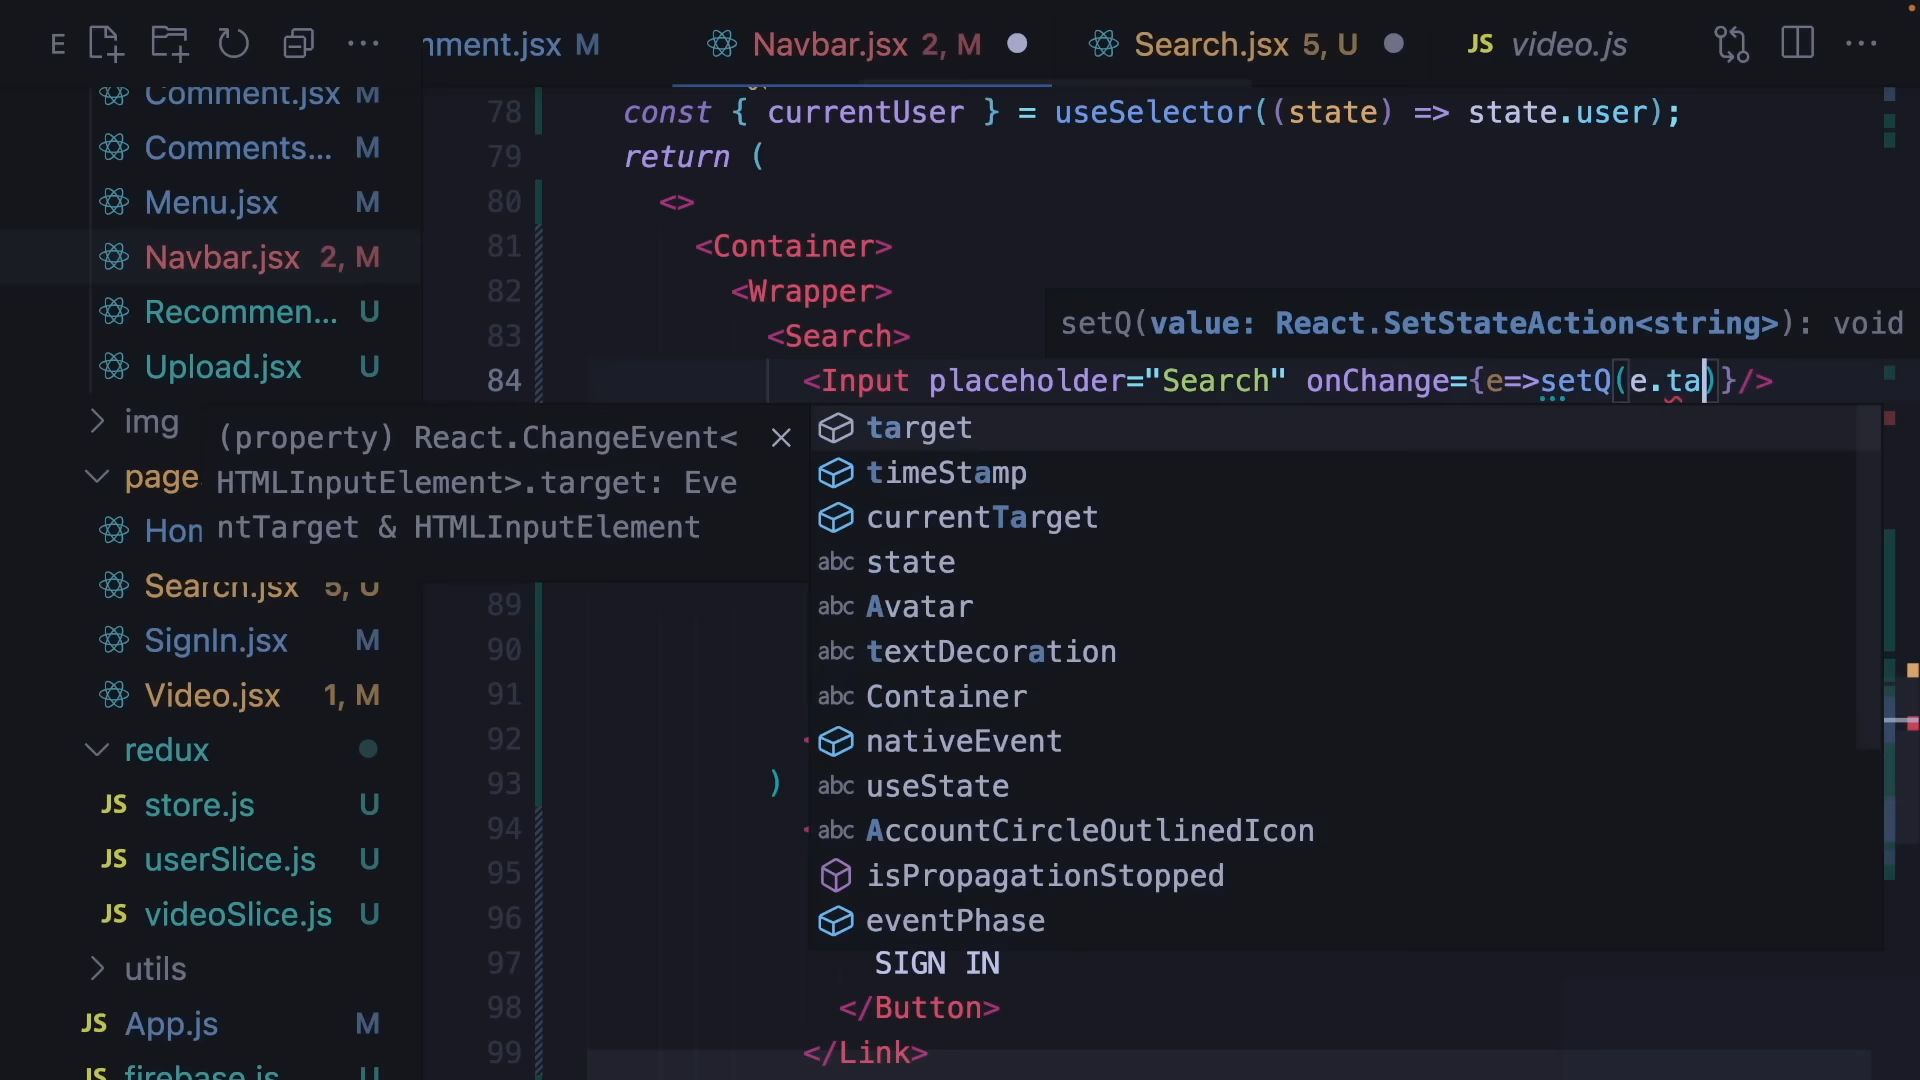 E
mment.jsx M
Navbar.jsx 2, M
Search.jsx 5, U
JS video.js
Comment.jsx M
Comments... M
Menu.jsx M
Navbar.jsx 2, M
Recommen... U
Upload.jsx U
img
page
Hon
Search.jsx 5, U
SignIn.jsx M
Video.jsx 1, M
redux
JS store.js U
JS userSlice.js U
JS videoSlice.js U
utils
JS App.js M
JS firebase.js U
78 const { currentUser } = useSelector((state) => state.user);
79 return (
80 <>
81 <Container>
82 <Wrapper>
83 <Search>
setQ(value: React.SetStateAction<string>): void
84 <Input placeholder="Search" onChange={e=>setQ(e.ta)}/>
(property) React.ChangeEvent<
HTMLInputElement>.target: Eve
ntTarget & HTMLInputElement
target
timeStamp
currentTarget
abc state
abc Avatar
abc textDecoration
abc Container
nativeEvent
abc useState
abc AccountCircleOutlinedIcon
isPropagationStopped
eventPhase
89
90
91
92
93 )
94
95
96
97 SIGN IN
98 </Button>
99 </Link>